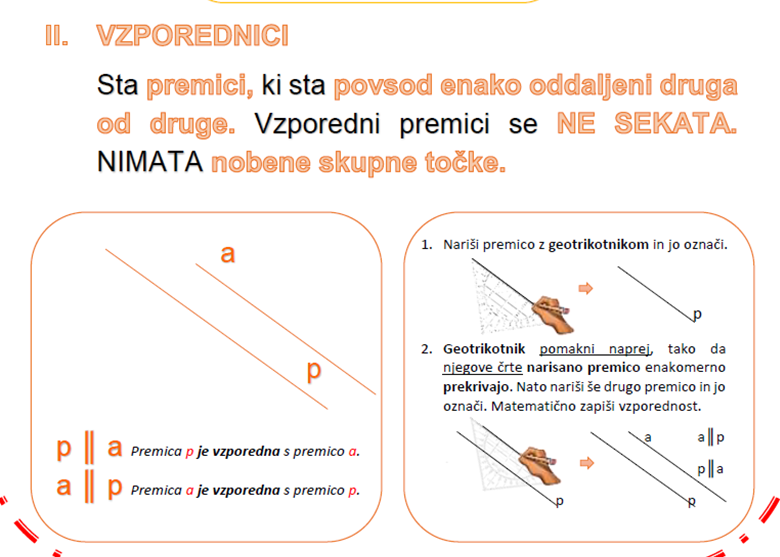 II. VZPOREDNICI
Sta premici, ki sta povsod enako oddaljeni druga
od druge. Vzporedni premici se NE SEKATA.
NIMATA nobene skupne točke.
a
p
p ∥ a Premica p je vzporedna s premico a.
a ∥ p Premica a je vzporedna s premico p.
1. Nariši premico z geotrikotnikom in jo označi.
p
2. Geotrikotnik pomakni naprej, tako da
njegove črte narisano premico enakomerno
prekrivajo. Nato nariši še drugo premico in jo
označi. Matematično zapiši vzporednost.
p
a
a∥p
p∥a
p